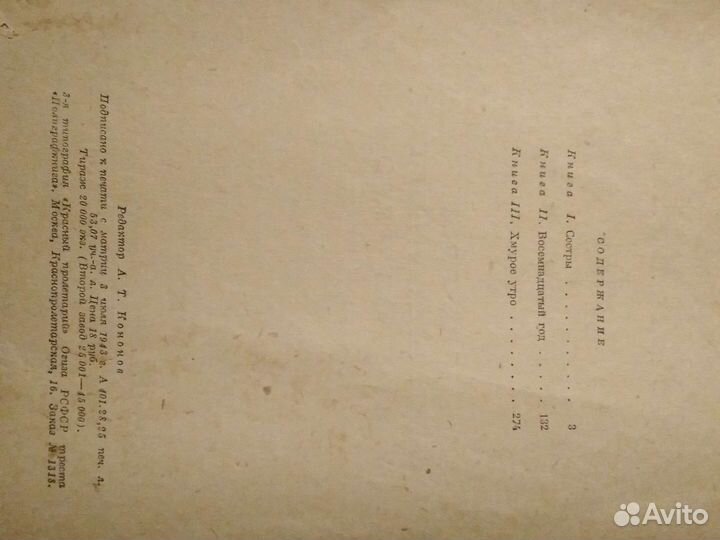 СОДЕРЖАНИЕ
Книга I. Сестры . . . . . . . . . . 3
Книга II. Восемнадцатый год . . . . . 132
Книга III. Хмурое утро . . . . . . . . 274
Редактор А. Т. Кононов
Подписано к печати с матриц 3 июля 1943 г. А 401. 28,25 печ. л.
53,07 уч.-а. л. Цена 18 руб.
Тираж 20 000 экз. (Второй завод 25 001—45 000).
3-я типография «Красный пролетарий» Огиза РСФСР треста
«Полиграфкнига». Москва, Краснопролетарская, 16. Заказ № 1318.
Avito